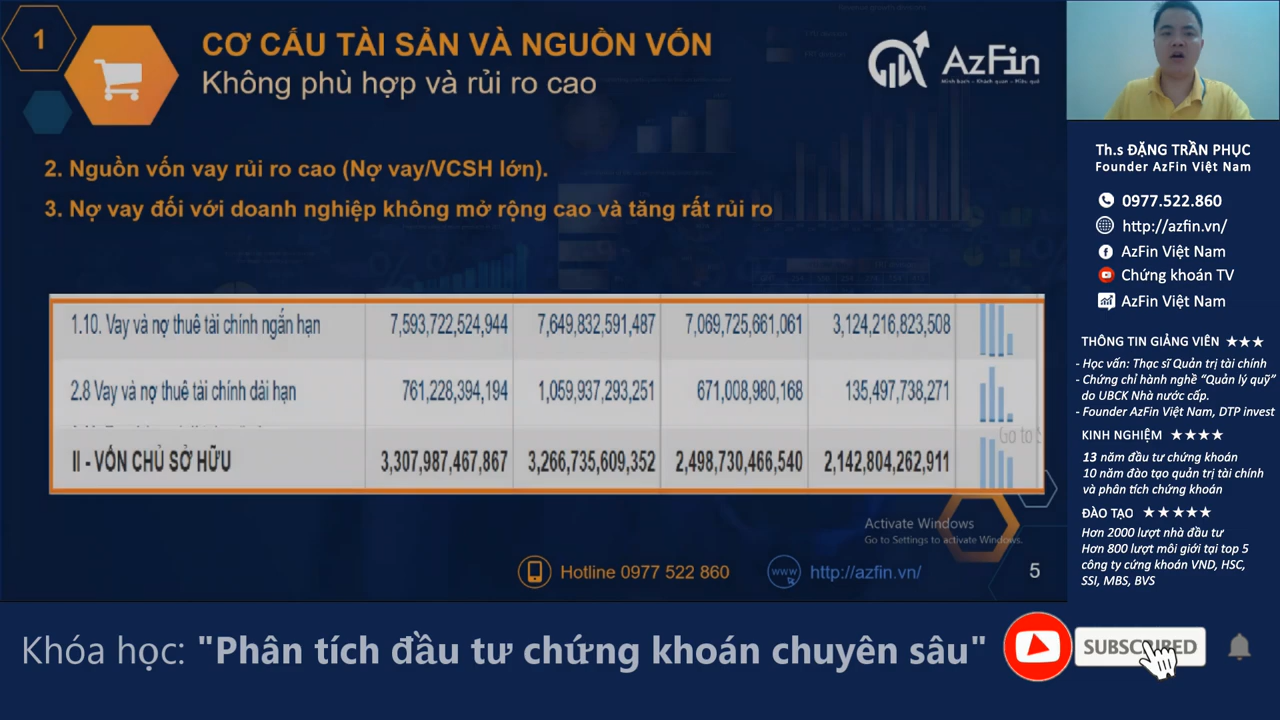 1
CƠ CẤU TÀI SẢN VÀ NGUỒN VỐN
Không phù hợp và rủi ro cao
AzFin
2. Nguồn vốn vay rủi ro cao (Nợ vay/VCSH lớn).
3. Nợ vay đối với doanh nghiệp không mở rộng cao và tăng rất rủi ro
1.10. Vay và nợ thuê tài chính ngắn hạn 7,593,722,524,944 7,649,832,591,487 7,069,725,661,061 3,124,216,823,508
2.8 Vay và nợ thuê tài chính dài hạn 761,228,394,194 1,059,937,293,251 671,008,980,168 135,497,738,271
Go to S
II - VỐN CHỦ SỞ HỮU 3,307,987,467,867 3,266,735,609,352 2,498,730,466,540 2,142,804,262,911
Activate Windows
Go to Settings to activate Windows.
Hotline 0977 522 860
www
http://azfin.vn/
5
Th.s ĐẶNG TRẦN PHỤC
Founder AzFin Việt Nam
0977.522.860
http://azfin.vn/
AzFin Việt Nam
Chứng khoán TV
AzFin Việt Nam
THÔNG TIN GIẢNG VIÊN ★★★
- Học vấn: Thạc sĩ Quản trị tài chính
- Chứng chỉ hành nghề “Quản lý quỹ”
do UBCK Nhà nước cấp.
- Founder AzFin Việt Nam, DTP invest
KINH NGHIỆM ★★★★
13 năm đầu tư chứng khoán
10 năm đào tạo quản trị tài chính
và phân tích chứng khoán
ĐÀO TẠO ★★★★★
Hơn 2000 lượt nhà đầu tư
Hơn 800 lượt môi giới tại top 5
công ty cứng khoán VND, HSC,
SSI, MBS, BVS
Khóa học: "Phân tích đầu tư chứng khoán chuyên sâu"
SUBSCRIBED